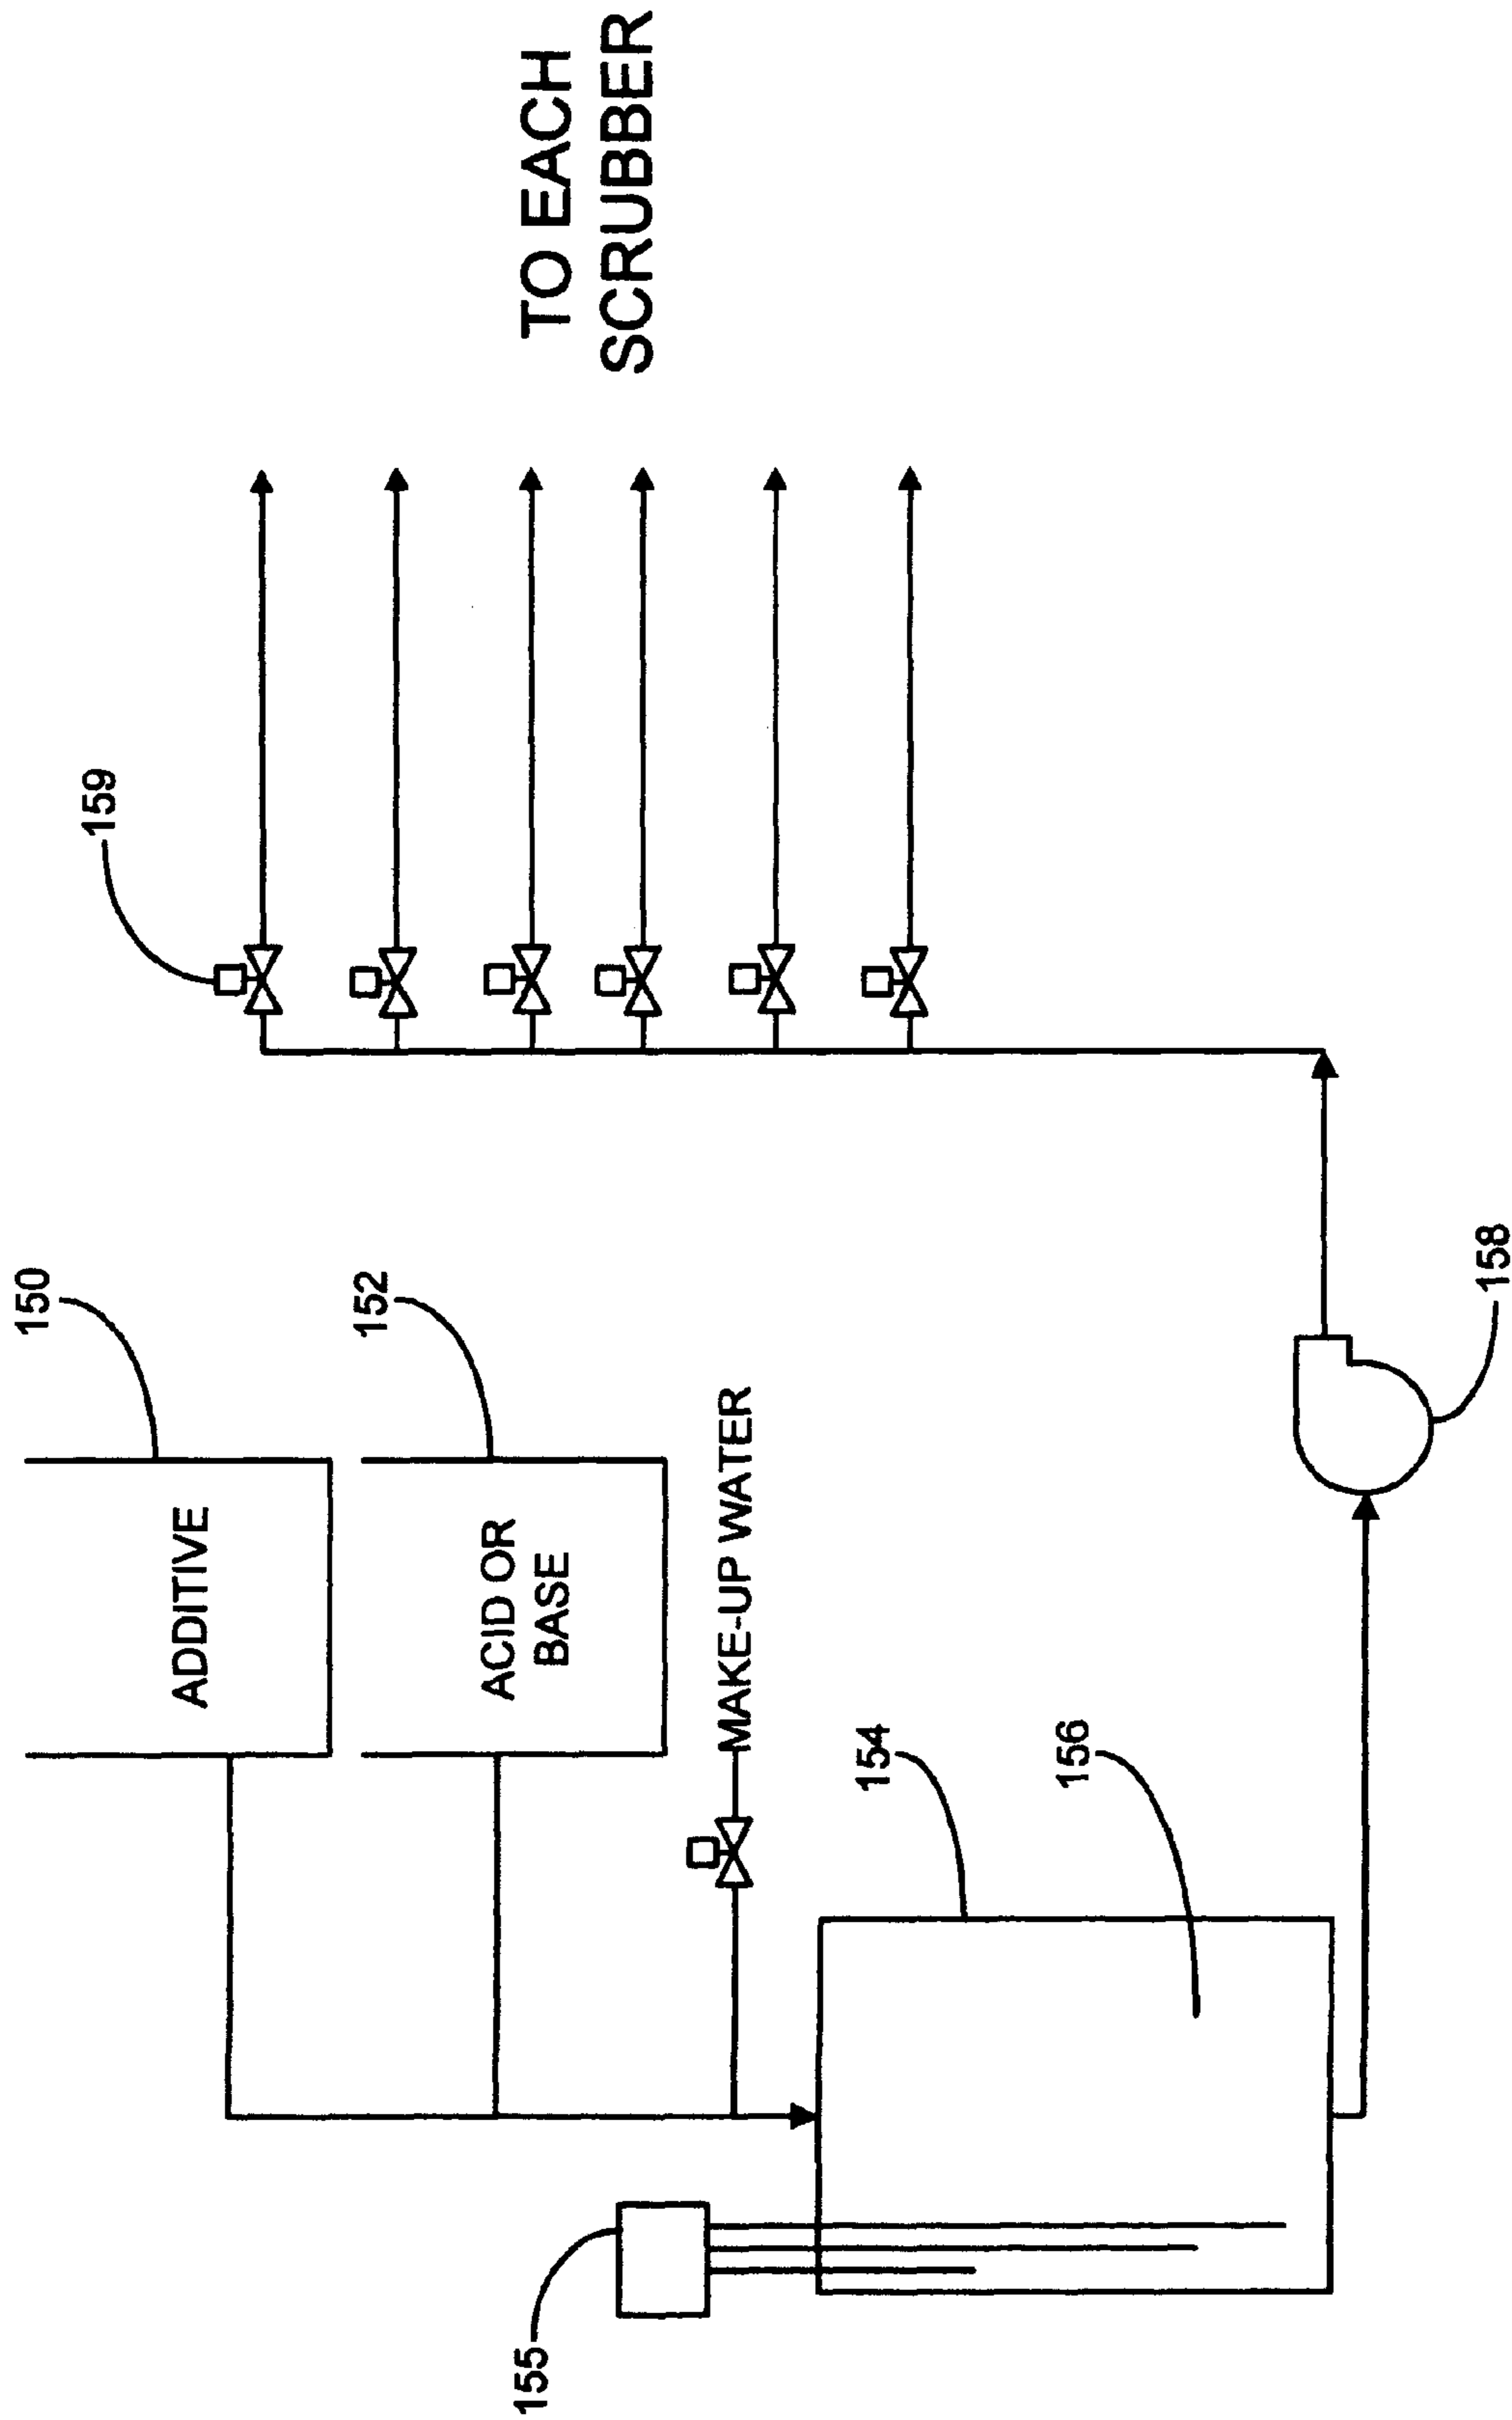 150
ADDITIVE
152
ACID OR
BASE
MAKE-UP WATER
155
154
156
158
159
TO EACH
SCRUBBER